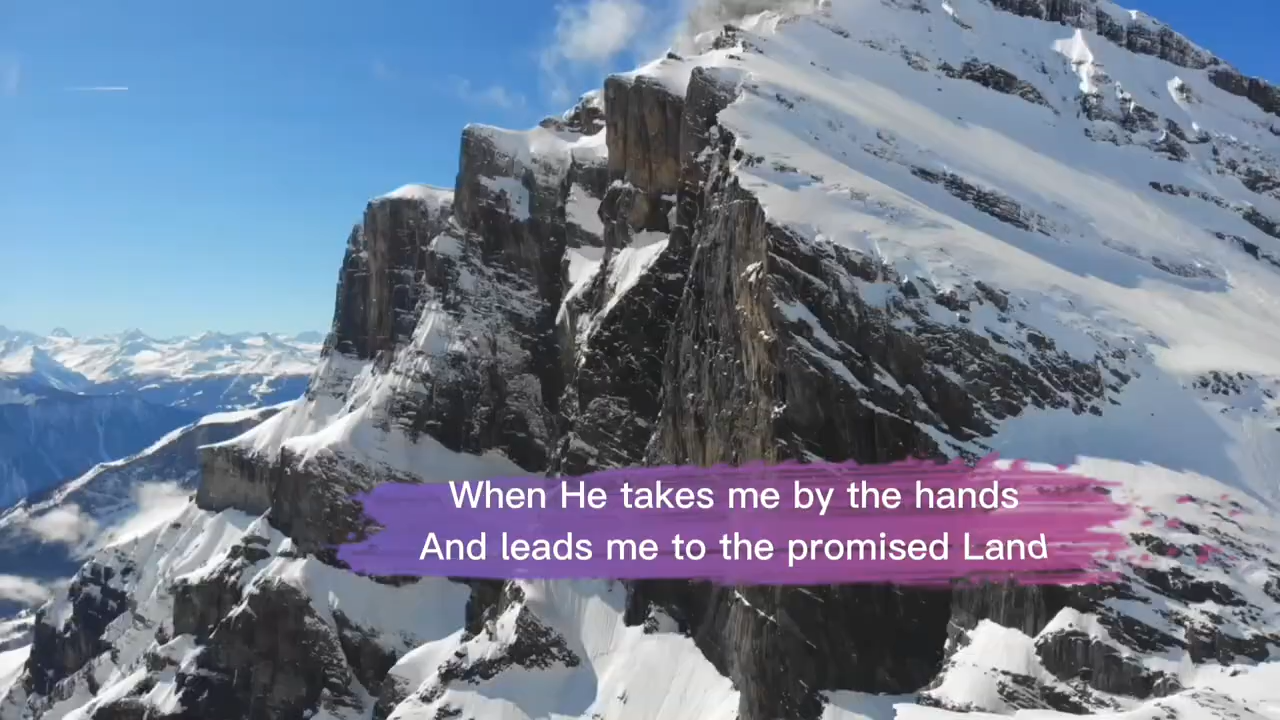 When He takes me by the hands
And leads me to the promised Land